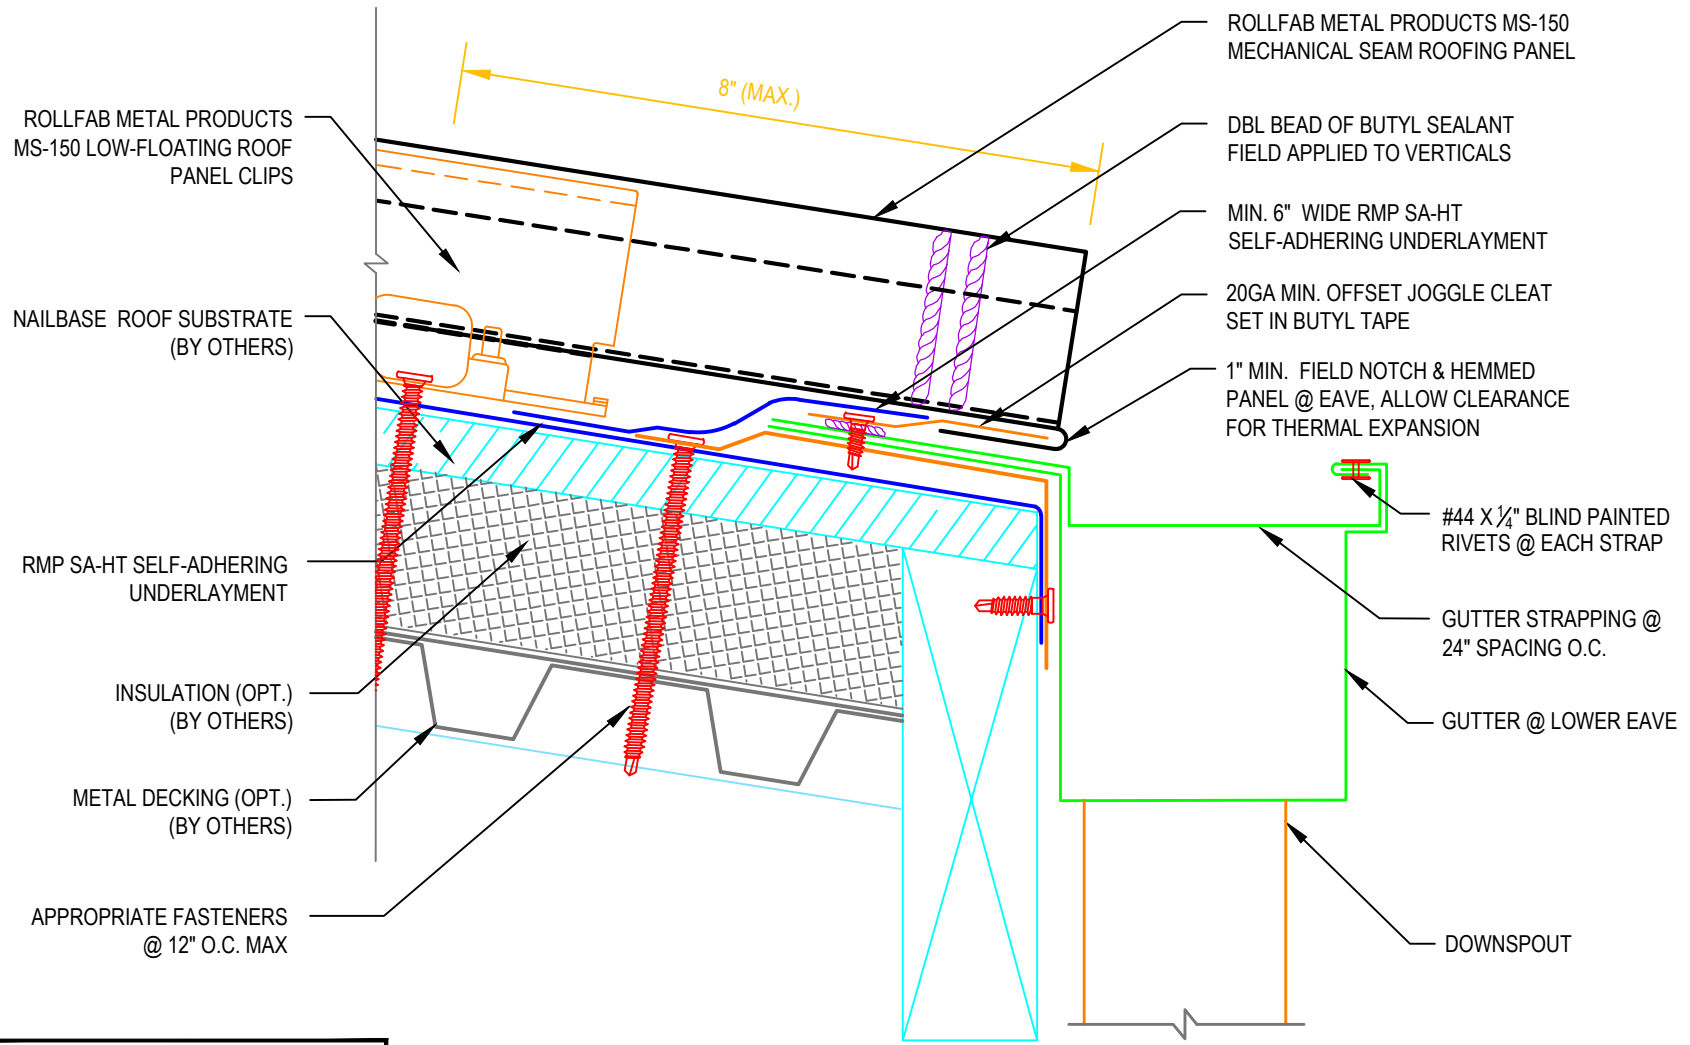 ROLLFAB METAL PRODUCTS
MS-150 LOW-FLOATING ROOF
PANEL CLIPS
NAILBASE ROOF SUBSTRATE
(BY OTHERS)
RMP SA-HT SELF-ADHERING
UNDERLAYMENT
INSULATION (OPT.)
(BY OTHERS)
METAL DECKING (OPT.)
(BY OTHERS)
APPROPRIATE FASTENERS
@ 12" O.C. MAX
8" (MAX.)
ROLLFAB METAL PRODUCTS MS-150
MECHANICAL SEAM ROOFING PANEL
DBL BEAD OF BUTYL SEALANT
FIELD APPLIED TO VERTICALS
MIN. 6" WIDE RMP SA-HT
SELF-ADHERING UNDERLAYMENT
20GA MIN. OFFSET JOGGLE CLEAT
SET IN BUTYL TAPE
1" MIN. FIELD NOTCH & HEMMED
PANEL @ EAVE, ALLOW CLEARANCE
FOR THERMAL EXPANSION
#44 X 1/4" BLIND PAINTED
RIVETS @ EACH STRAP
GUTTER STRAPPING @
24" SPACING O.C.
GUTTER @ LOWER EAVE
DOWNSPOUT